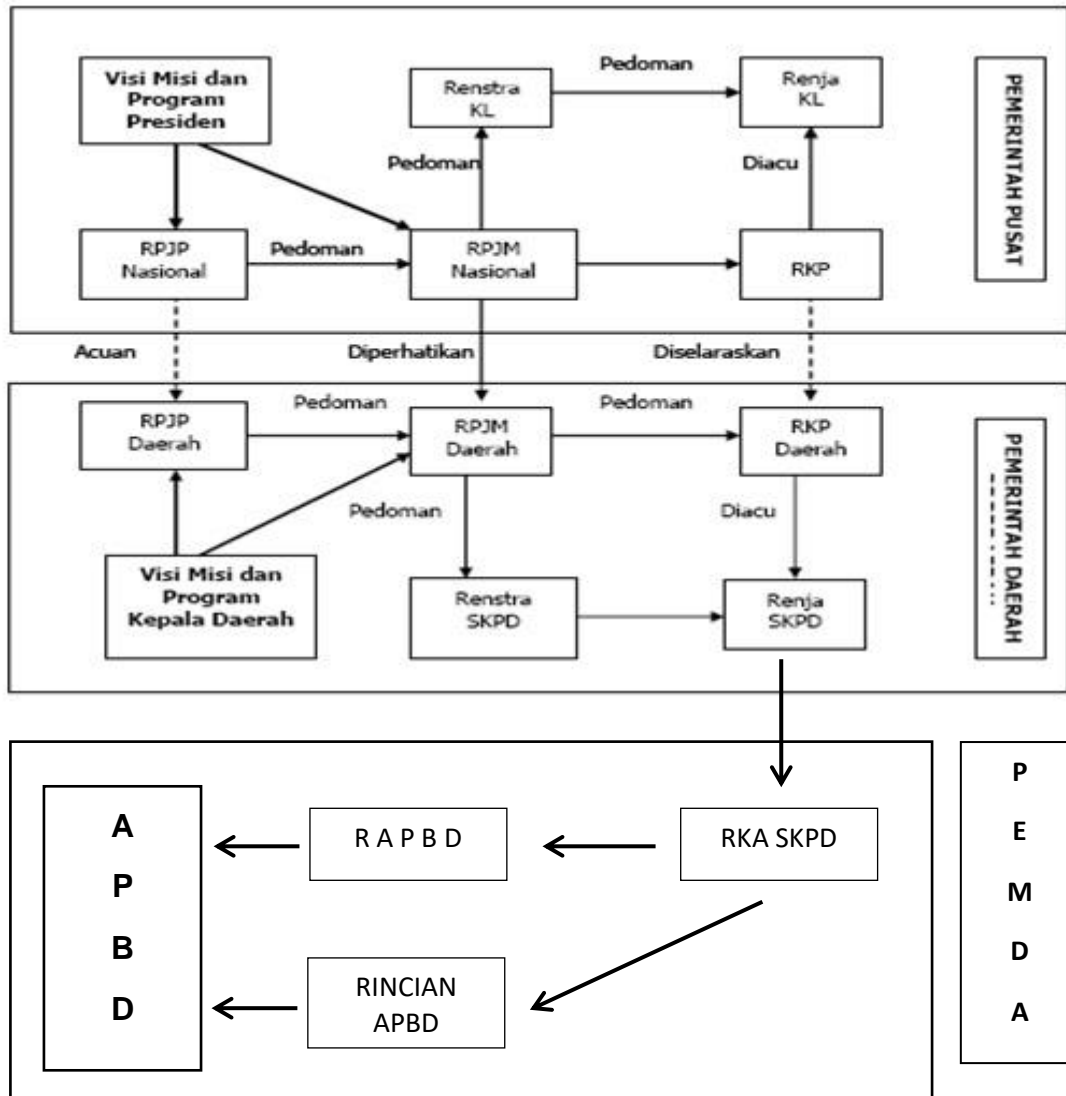 Visi Misi dan
Program
Presiden
Renstra
KL
Pedoman
Renja
KL
PEMERINTAH PUSAT
Pedoman
Diacu
RPJP
Nasional
Pedoman
RPJM
Nasional
RKP
Acuan
Diperhatikan
Diselaraskan
RPJP
Daerah
Pedoman
RPJM
Daerah
Pedoman
RKP
Daerah
PEMERINTAH DAERAH
Pedoman
Diacu
Visi Misi dan
Program
Kepala Daerah
Renstra
SKPD
Renja
SKPD
A
P
B
D
R A P B D
RKA SKPD
RINCIAN
APBD
P
E
M
D
A